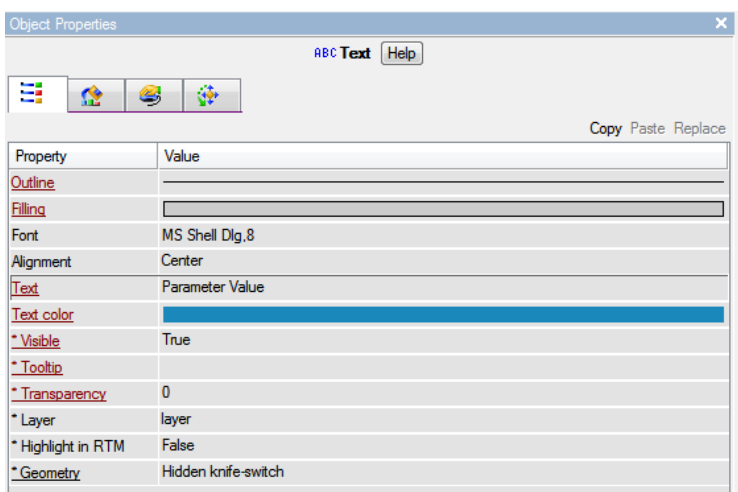 Object Properties
ABC Text Help
Copy Paste Replace
Property Value
Outline
Filling
Font MS Shell Dlg,8
Alignment Center
Text Parameter Value
Text color
* Visible True
* Tooltip
* Transparency 0
* Layer layer
* Highlight in RTM False
* Geometry Hidden knife-switch